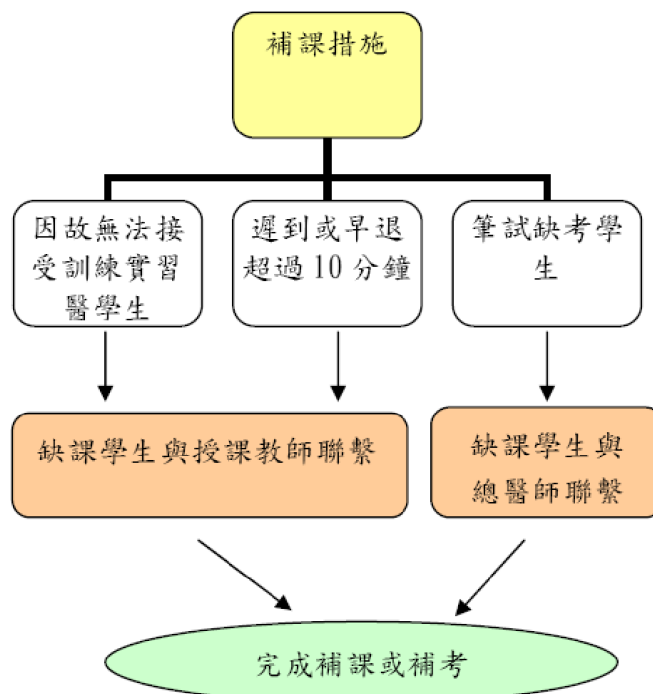 補課措施
因故無法接
受訓練實習
醫學生
遲到或早退
超過10分鐘
筆試缺考學
生
缺課學生與授課教師聯繫
缺課學生與
總醫師聯繫
完成補課或補考